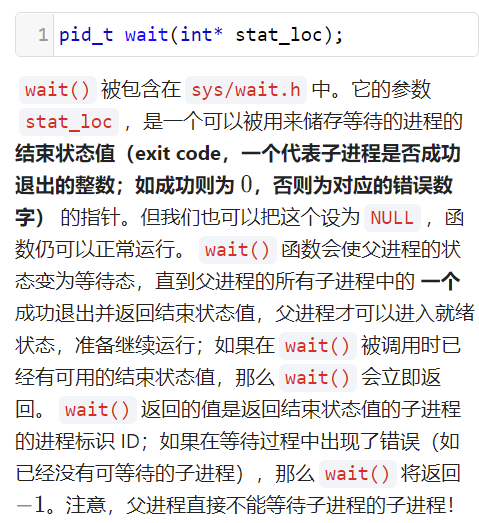 1 pid_t wait(int* stat_loc);
wait() 被包含在 sys/wait.h 中。它的参数
stat_loc ，是一个可以被用来储存等待的进程的
结束状态值（exit code，一个代表子进程是否成功
退出的整数；如成功则为 0，否则为对应的错误数
字） 的指针。但我们也可以把这个设为 NULL ，函
数仍可以正常运行。 wait() 函数会使父进程的状
态变为等待态，直到父进程的所有子进程中的 一个
成功退出并返回结束状态值，父进程才可以进入就绪
状态，准备继续运行；如果在 wait() 被调用时已
经有可用的结束状态值，那么 wait() 会立即返
回。 wait() 返回的值是返回结束状态值的子进程
的进程标识 ID；如果在等待过程中出现了错误（如
已经没有可等待的子进程），那么 wait() 将返回
−1。注意，父进程直接不能等待子进程的子进程！